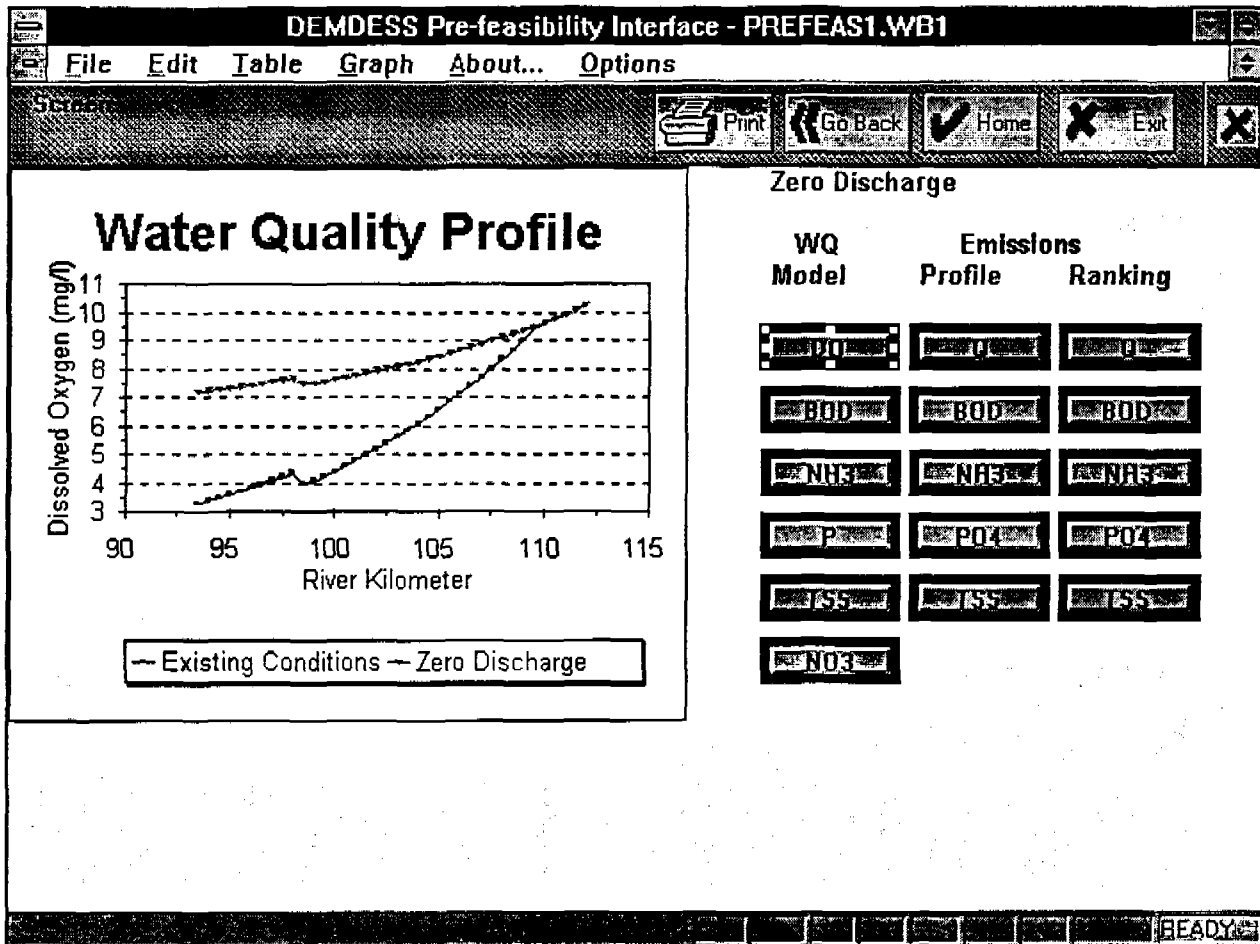 DEMDESS Pre-feasibility Interface - PREFEAS1.WB1
File Edit Table Graph About... Options
Print Go Back Home Exit
Zero Discharge
Water Quality Profile
WQ Model
Emissions
Profile Ranking
Dissolved Oxygen (mg/l)
11
10
9
8
7
6
5
4
3
90 95 100 105 110 115
River Kilometer
Existing Conditions Zero Discharge
DO Q Q
BOD BOD BOD
NH3 NH3 NH3
P PO4 PO4
TSS TSS TSS
NO3
READY